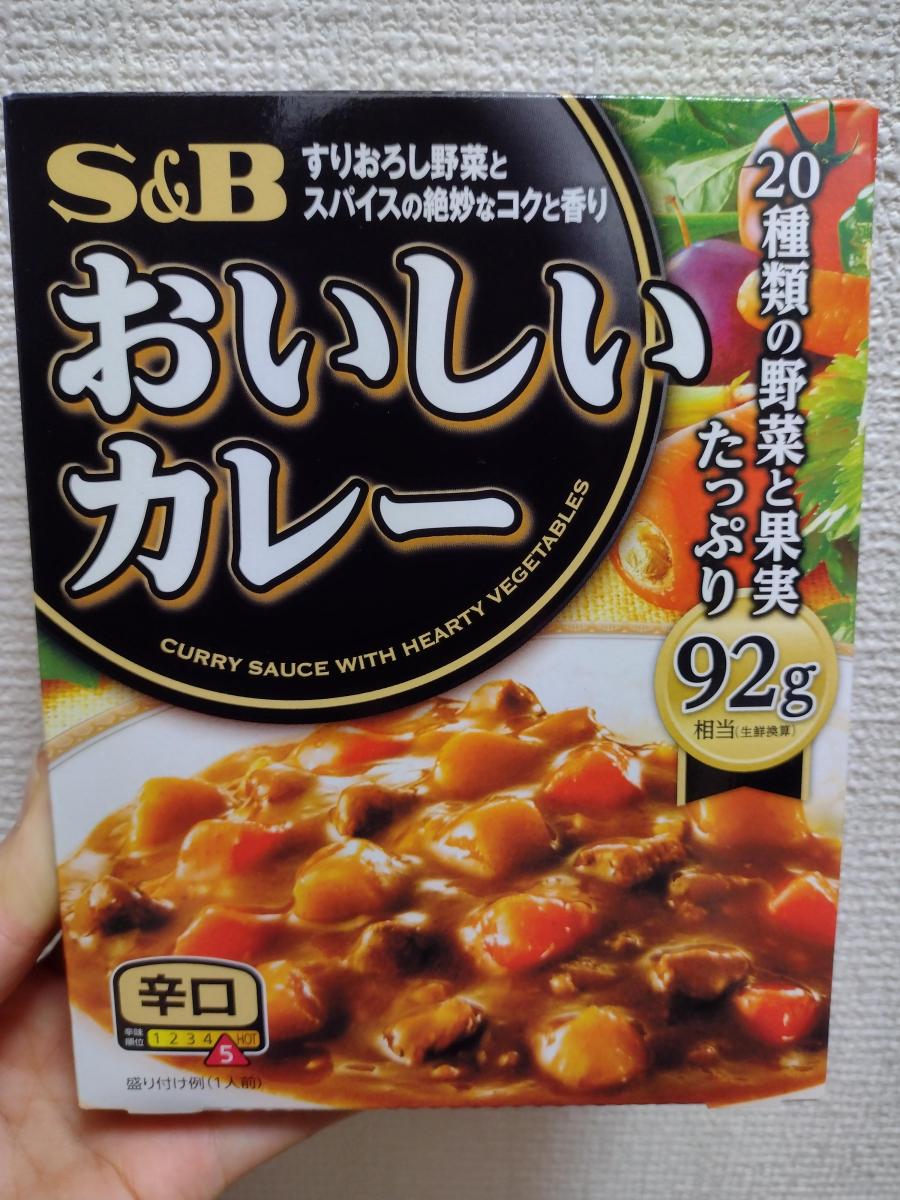 S&B
すりおろし野菜と
スパイスの絶妙なコクと香り
おいしい
カレー
CURRY SAUCE WITH HEARTY VEGETABLES
20種類の野菜と果実
たっぷり
92g
相当(生鮮換算)
辛口
辛味
順位
1 2 3 4 5 HOT
盛り付け例(1人前)